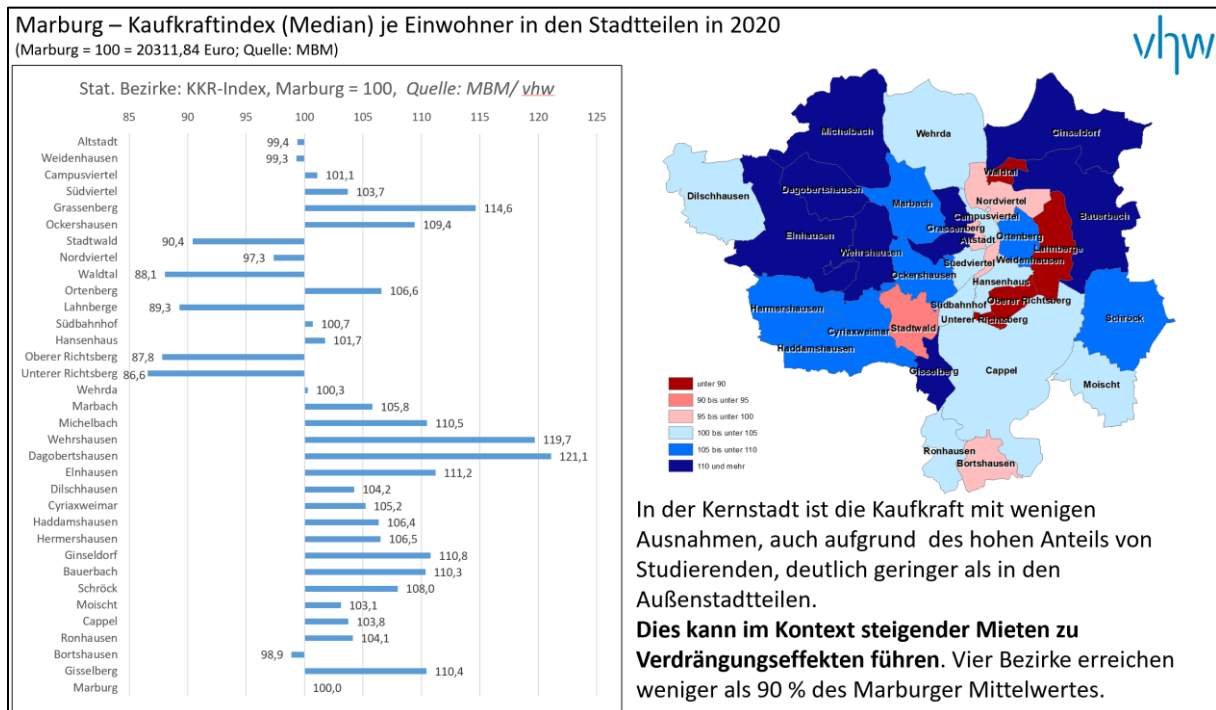 Marburg – Kaufkraftindex (Median) je Einwohner in den Stadtteilen in 2020
(Marburg = 100 = 20311,84 Euro; Quelle: MBM)
vhw
Stat. Bezirke: KKR-Index, Marburg = 100, Quelle: MBM/ vhw
85 90 95 100 105 110 115 120 125
Altstadt 99,4
Weidenhausen 99,3
Campusviertel 101,1
Südviertel 103,7
Grassenberg 114,6
Ockershausen 109,4
Stadtwald 90,4
Nordviertel 97,3
Waldtal 88,1
Ortenberg 106,6
Lahnberge 89,3
Südbahnhof 100,7
Hansenhaus 101,7
Oberer Richtsberg 87,8
Unterer Richtsberg 86,6
Wehrda 100,3
Marbach 105,8
Michelbach 110,5
Wehrshausen 119,7
Dagobertshausen 121,1
Elnhausen 111,2
Dilschhausen 104,2
Cyriaxweimar 105,2
Haddamshausen 106,4
Hermershausen 106,5
Ginseldorf 110,8
Bauerbach 110,3
Schröck 108,0
Moischt 103,1
Cappel 103,8
Ronhausen 104,1
Bortshausen 98,9
Gisselberg 110,4
Marburg 100,0
Michelbach
Wehrda
Ginseldorf
Waldtal
Dilschhausen
Dagobertshausen
Marbach
Nordviertel
Campusviertel
Bauerbach
Grassenberg
Elnhausen
Altstadt
Ortenberg
Wehrshausen
Lahnberge
Suedviertel
Weidenhausen
Ockershausen
Hansenhaus
Hermershausen
Südbahnhof
Oberer Richtsberg
Unterer Richtsberg
Schröck
Cyriaxweimar
Stadtwald
Haddamshausen
Gisselberg
Cappel
Moischt
Ronhausen
Bortshausen
unter 90
90 bis unter 95
95 bis unter 100
100 bis unter 105
105 bis unter 110
110 und mehr
In der Kernstadt ist die Kaufkraft mit wenigen
Ausnahmen, auch aufgrund des hohen Anteils von
Studierenden, deutlich geringer als in den
Außenstadtteilen.
Dies kann im Kontext steigender Mieten zu
Verdrängungseffekten führen. Vier Bezirke erreichen
weniger als 90 % des Marburger Mittelwertes.